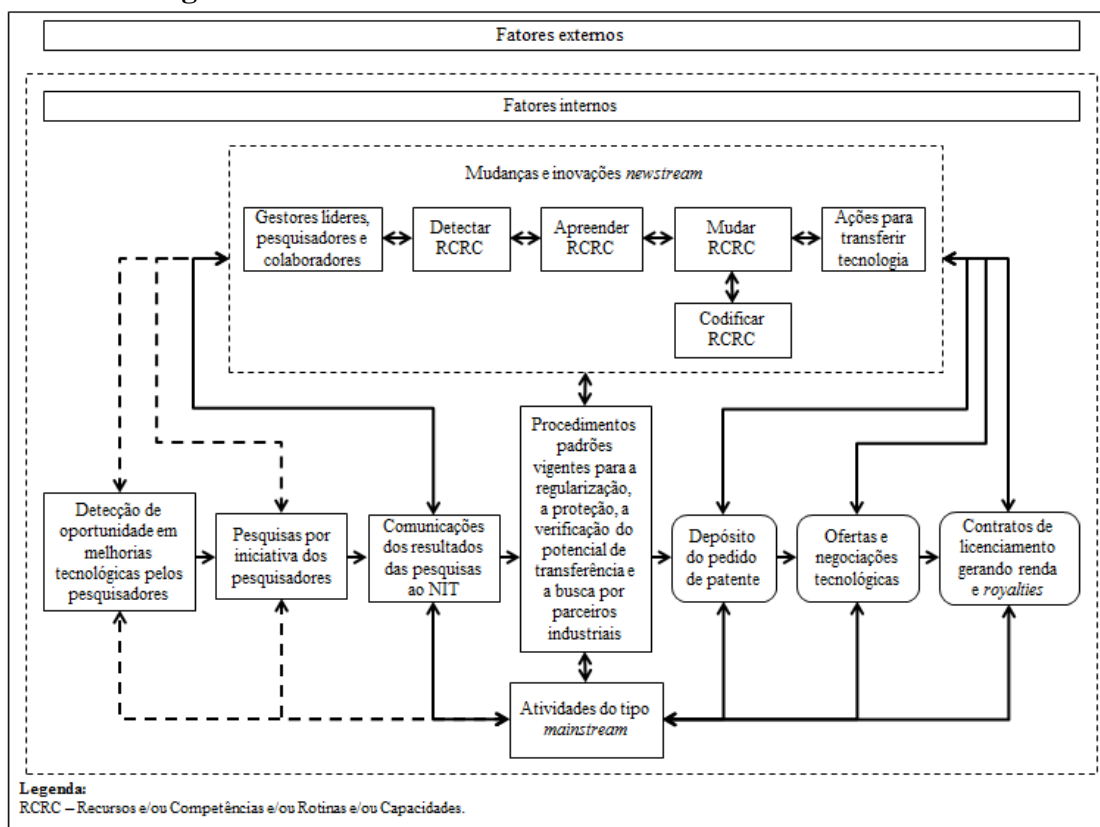 Fatores externos
Fatores internos
Mudanças e inovações newstream
Gestores líderes,
pesquisadores e
colaboradores
Detectar
RCRC
Apreender
RCRC
Mudar
RCRC
Ações para
transferir
tecnologia
Codificar
RCRC
Detecção de
oportunidade em
melhorias
tecnológicas pelos
pesquisadores
Pesquisas por
iniciativa dos
pesquisadores
Comunicações
dos resultados
das pesquisas
ao NIT
Procedimentos
padrões
vigentes para a
regularização,
a proteção, a
verificação do
potencial de
transferência e
a busca por
parceiros
industriais
Depósito
do pedido
de patente
Ofertas e
negociações
tecnológicas
Contratos de
licenciamento
gerando renda
e royalties
Atividades do tipo
mainstream
Legenda:
RCRC – Recursos e/ou Competências e/ou Rotinas e/ou Capacidades.